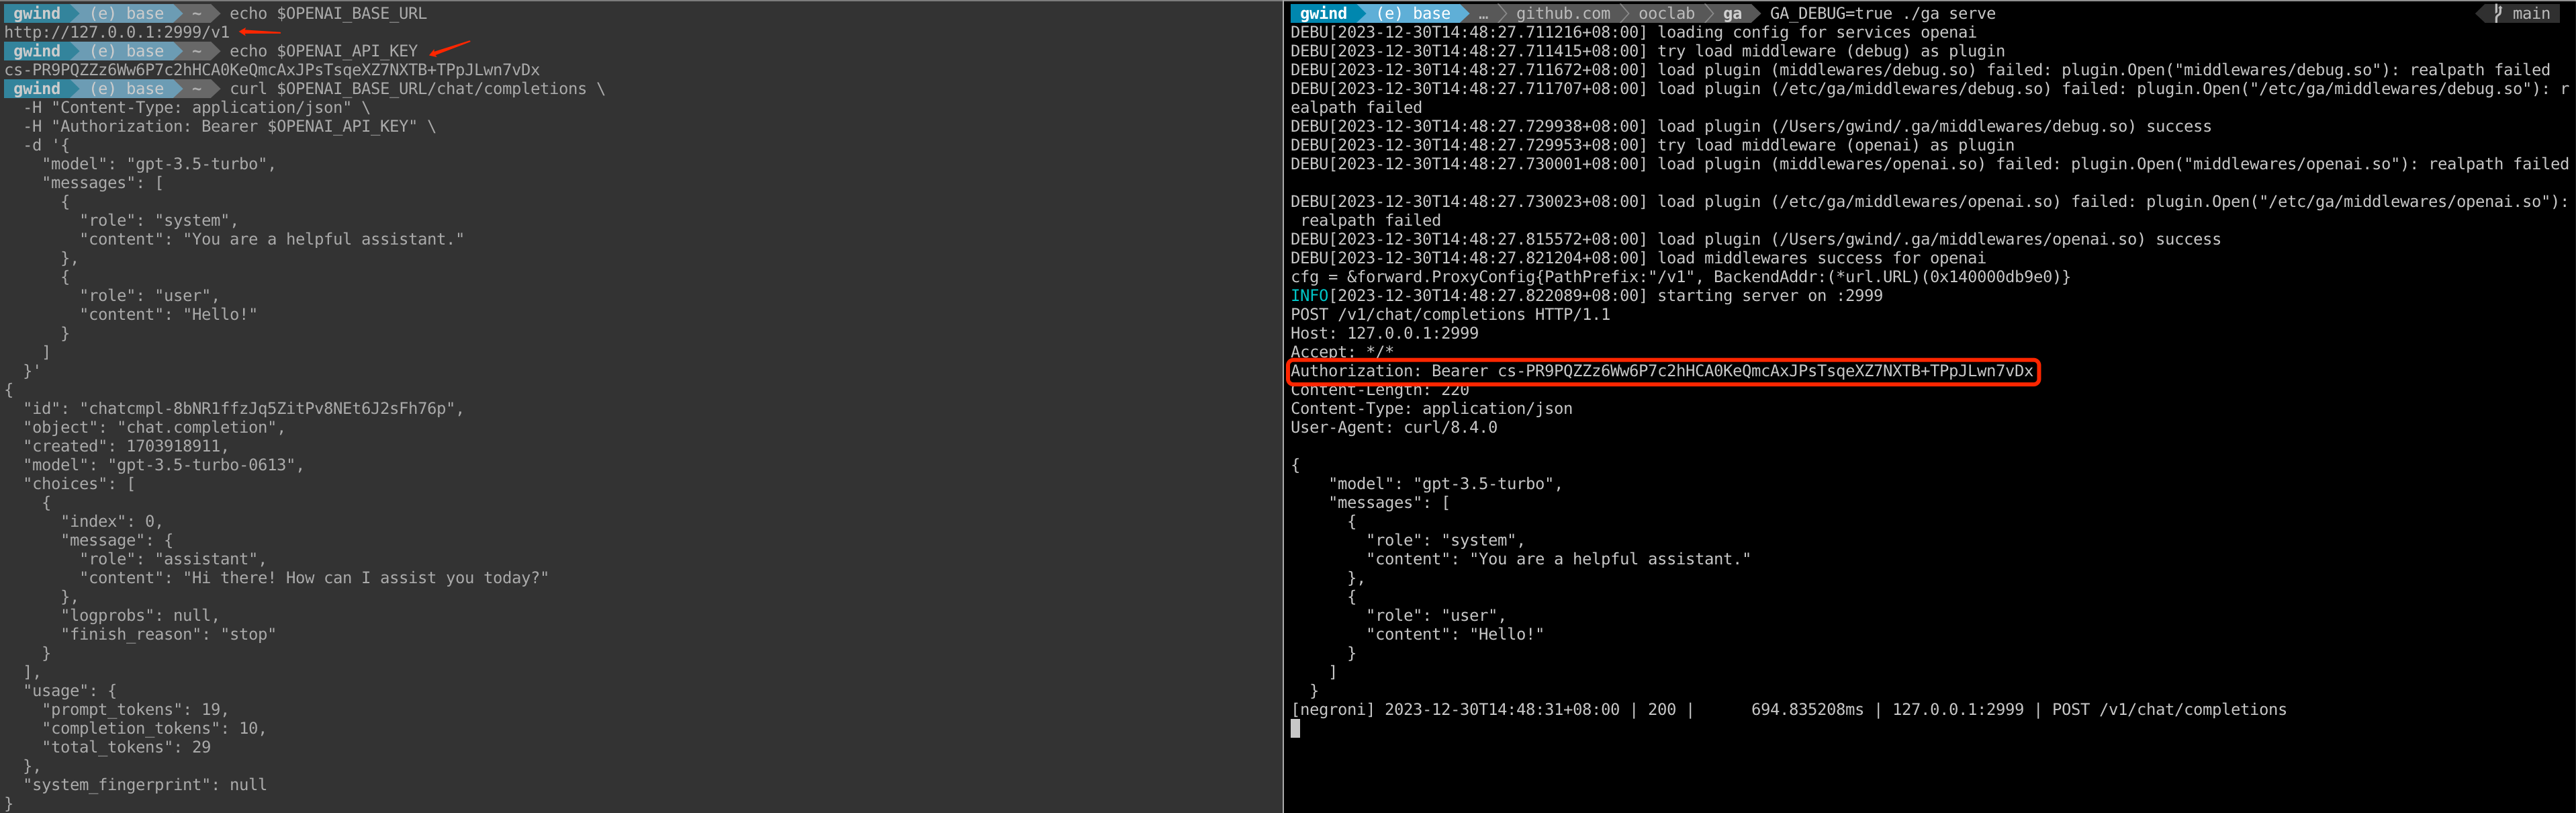 gwind (e) base ~ echo $OPENAI_BASE_URL
http://127.0.0.1:2999/v1
gwind (e) base ~ echo $OPENAI_API_KEY
cs-PR9PQZZz6Ww6P7c2hHCA0KeQmcAxJPsTsqeXZ7NXTB+TPpJLwn7vDx
gwind (e) base ~ curl $OPENAI_BASE_URL/chat/completions \
-H "Content-Type: application/json" \
-H "Authorization: Bearer $OPENAI_API_KEY" \
-d '{
"model": "gpt-3.5-turbo",
"messages": [
{
"role": "system",
"content": "You are a helpful assistant."
},
{
"role": "user",
"content": "Hello!"
}
]
}'
{
"id": "chatcmpl-8bNR1ffzJq5ZitPv8NEt6J2sFh76p",
"object": "chat.completion",
"created": 1703918911,
"model": "gpt-3.5-turbo-0613",
"choices": [
{
"index": 0,
"message": {
"role": "assistant",
"content": "Hi there! How can I assist you today?"
},
"logprobs": null,
"finish_reason": "stop"
}
],
"usage": {
"prompt_tokens": 19,
"completion_tokens": 10,
"total_tokens": 29
},
"system_fingerprint": null
}
gwind (e) base … github.com ooclab ga GA_DEBUG=true ./ga serve main
DEBU[2023-12-30T14:48:27.711216+08:00] loading config for services openai
DEBU[2023-12-30T14:48:27.711415+08:00] try load middleware (debug) as plugin
DEBU[2023-12-30T14:48:27.711672+08:00] load plugin (middlewares/debug.so) failed: plugin.Open("middlewares/debug.so"): realpath failed
DEBU[2023-12-30T14:48:27.711707+08:00] load plugin (/etc/ga/middlewares/debug.so) failed: plugin.Open("/etc/ga/middlewares/debug.so"): r
ealpath failed
DEBU[2023-12-30T14:48:27.729938+08:00] load plugin (/Users/gwind/.ga/middlewares/debug.so) success
DEBU[2023-12-30T14:48:27.729953+08:00] try load middleware (openai) as plugin
DEBU[2023-12-30T14:48:27.730001+08:00] load plugin (middlewares/openai.so) failed: plugin.Open("middlewares/openai.so"): realpath failed
DEBU[2023-12-30T14:48:27.730023+08:00] load plugin (/etc/ga/middlewares/openai.so) failed: plugin.Open("/etc/ga/middlewares/openai.so"):
realpath failed
DEBU[2023-12-30T14:48:27.815572+08:00] load plugin (/Users/gwind/.ga/middlewares/openai.so) success
DEBU[2023-12-30T14:48:27.821204+08:00] load middlewares success for openai
cfg = &forward.ProxyConfig{PathPrefix:"/v1", BackendAddr:(*url.URL)(0x140000db9e0)}
INFO[2023-12-30T14:48:27.822089+08:00] starting server on :2999
POST /v1/chat/completions HTTP/1.1
Host: 127.0.0.1:2999
Accept: */*
Authorization: Bearer cs-PR9PQZZz6Ww6P7c2hHCA0KeQmcAxJPsTsqeXZ7NXTB+TPpJLwn7vDx
Content-Length: 220
Content-Type: application/json
User-Agent: curl/8.4.0
{
"model": "gpt-3.5-turbo",
"messages": [
{
"role": "system",
"content": "You are a helpful assistant."
},
{
"role": "user",
"content": "Hello!"
}
]
}
[negroni] 2023-12-30T14:48:31+08:00 | 200 | 694.835208ms | 127.0.0.1:2999 | POST /v1/chat/completions